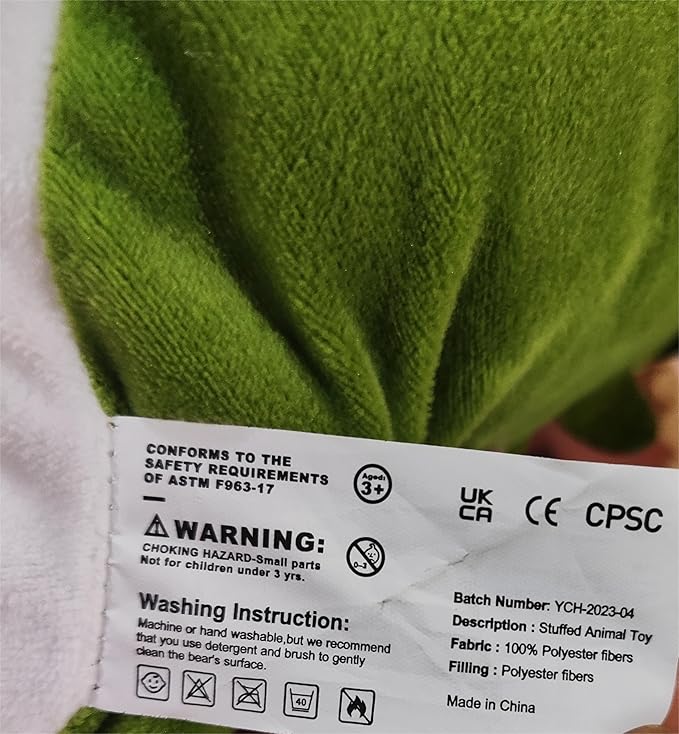 CONFORMS TO THE
SAFETY REQUIREMENTS
OF ASTM F963-17
Aged:
3+
WARNING:
CHOKING HAZARD-Small parts
Not for children under 3 yrs.
0-3
Washing Instruction:
Machine or hand washable,but we recommend
that you use detergent and brush to gently
clean the bear's surface.
40
UK
CA
CE
CPSC
Batch Number: YCH-2023-04
Description : Stuffed Animal Toy
Fabric : 100% Polyester fibers
Filling : Polyester fibers
Made in China